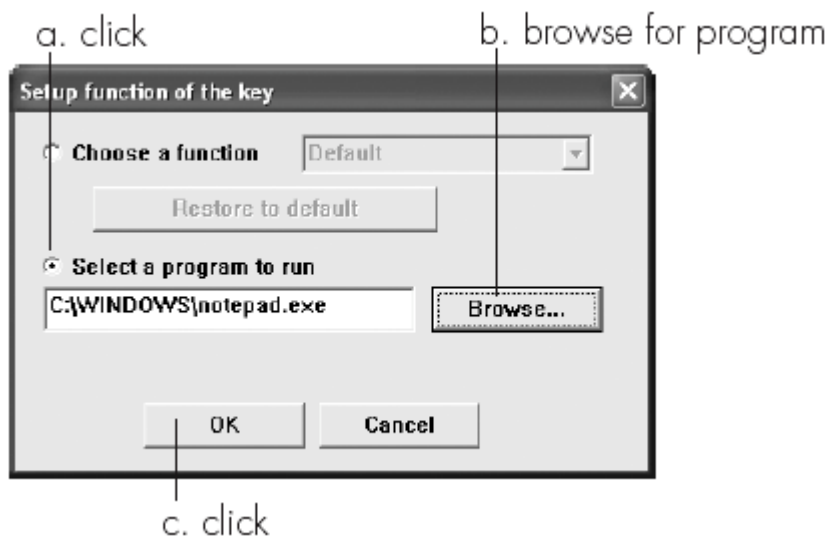 a. click
b. browse for program
Setup function of the key
Choose a function
Default
Restore to default
Select a program to run
C:\WINDOWS\notepad.exe
Browse...
OK
Cancel
c. click